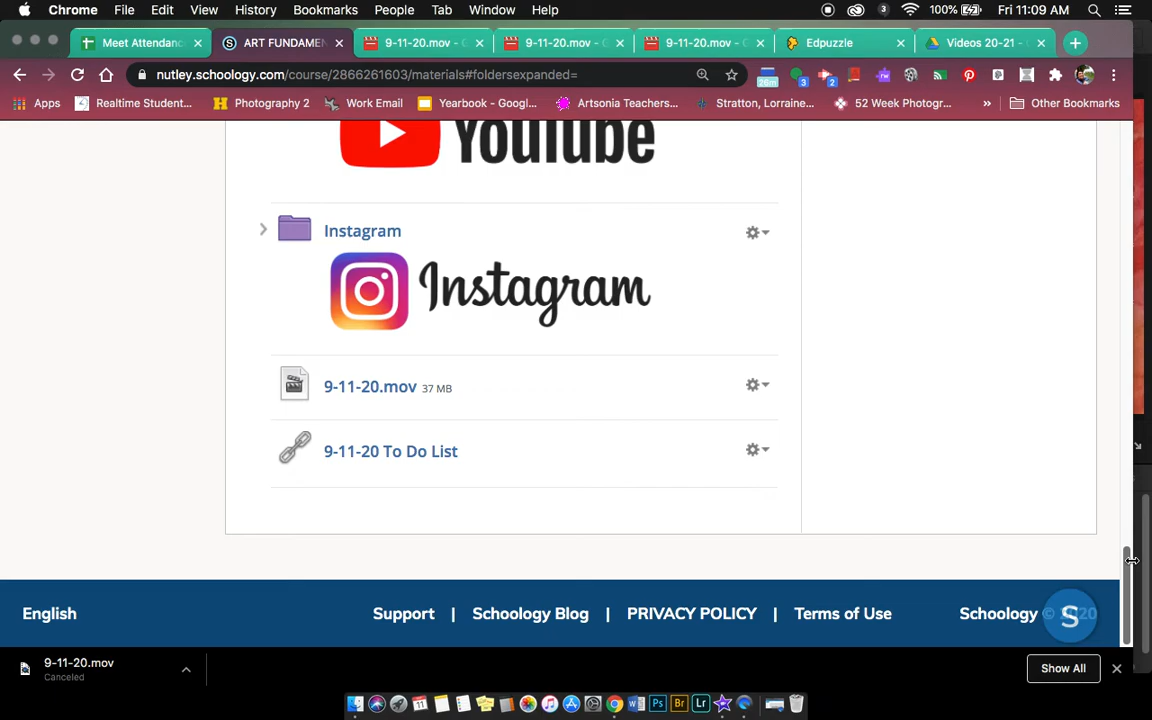 Chrome File Edit View History Bookmarks People Tab Window Help 3 100% Fri 11:09 AM
Meet Attendanc ART FUNDAMEN 9-11-20.mov - G 9-11-20.mov - G 9-11-20.mov - G Edpuzzle Videos 20-21 -
nutley.schoology.com/course/2866261603/materials#foldersexpanded=
Apps Realtime Student... Photography 2 Work Email Yearbook - Googl... Artsonia Teachers... Stratton, Lorraine... 52 Week Photogr... » Other Bookmarks
YouTube
Instagram
Instagram
9-11-20.mov 37 MB
9-11-20 To Do List
English Support | Schoology Blog | PRIVACY POLICY | Terms of Use Schoology © 2020
9-11-20.mov
Canceled
Show All